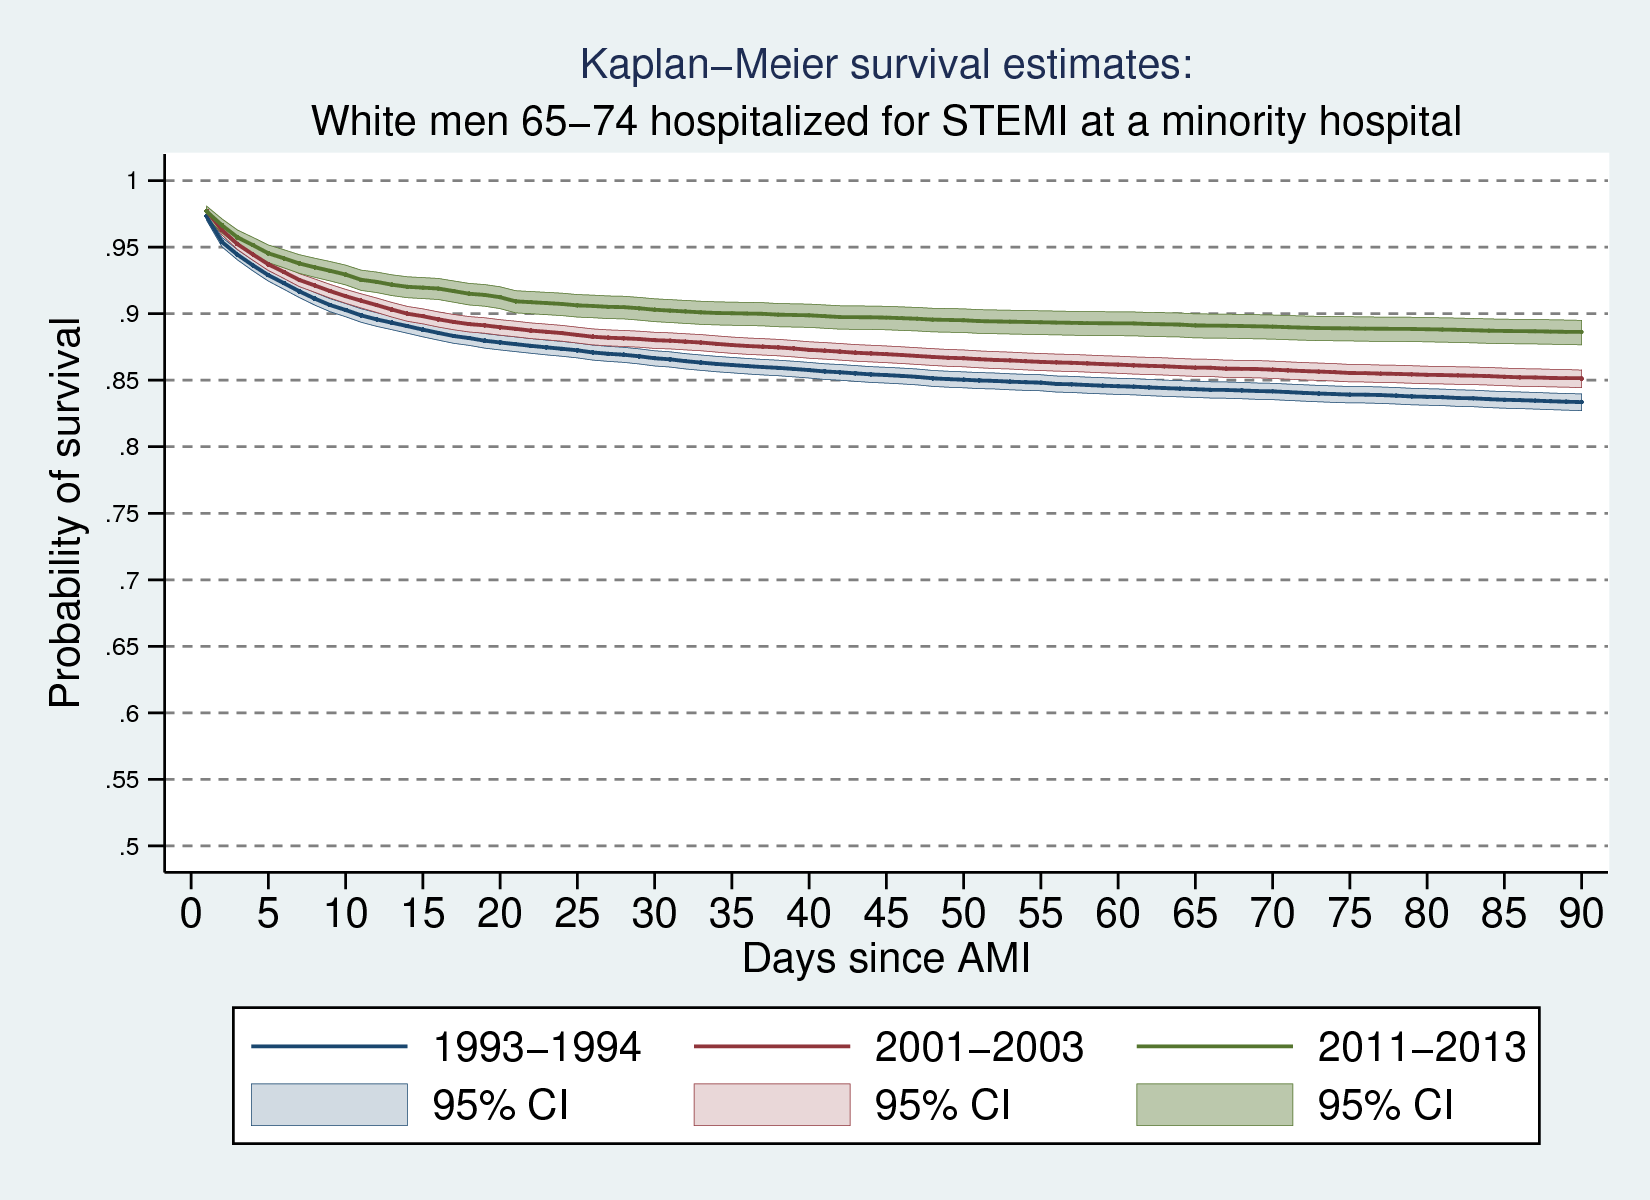 Kaplan−Meier survival estimates:
White men 65−74 hospitalized for STEMI at a minority hospital
Probability of survival
1
.95
.9
.85
.8
.75
.7
.65
.6
.55
.5
0 5 10 15 20 25 30 35 40 45 50 55 60 65 70 75 80 85 90
Days since AMI
1993−1994 2001−2003 2011−2013
95% CI 95% CI 95% CI